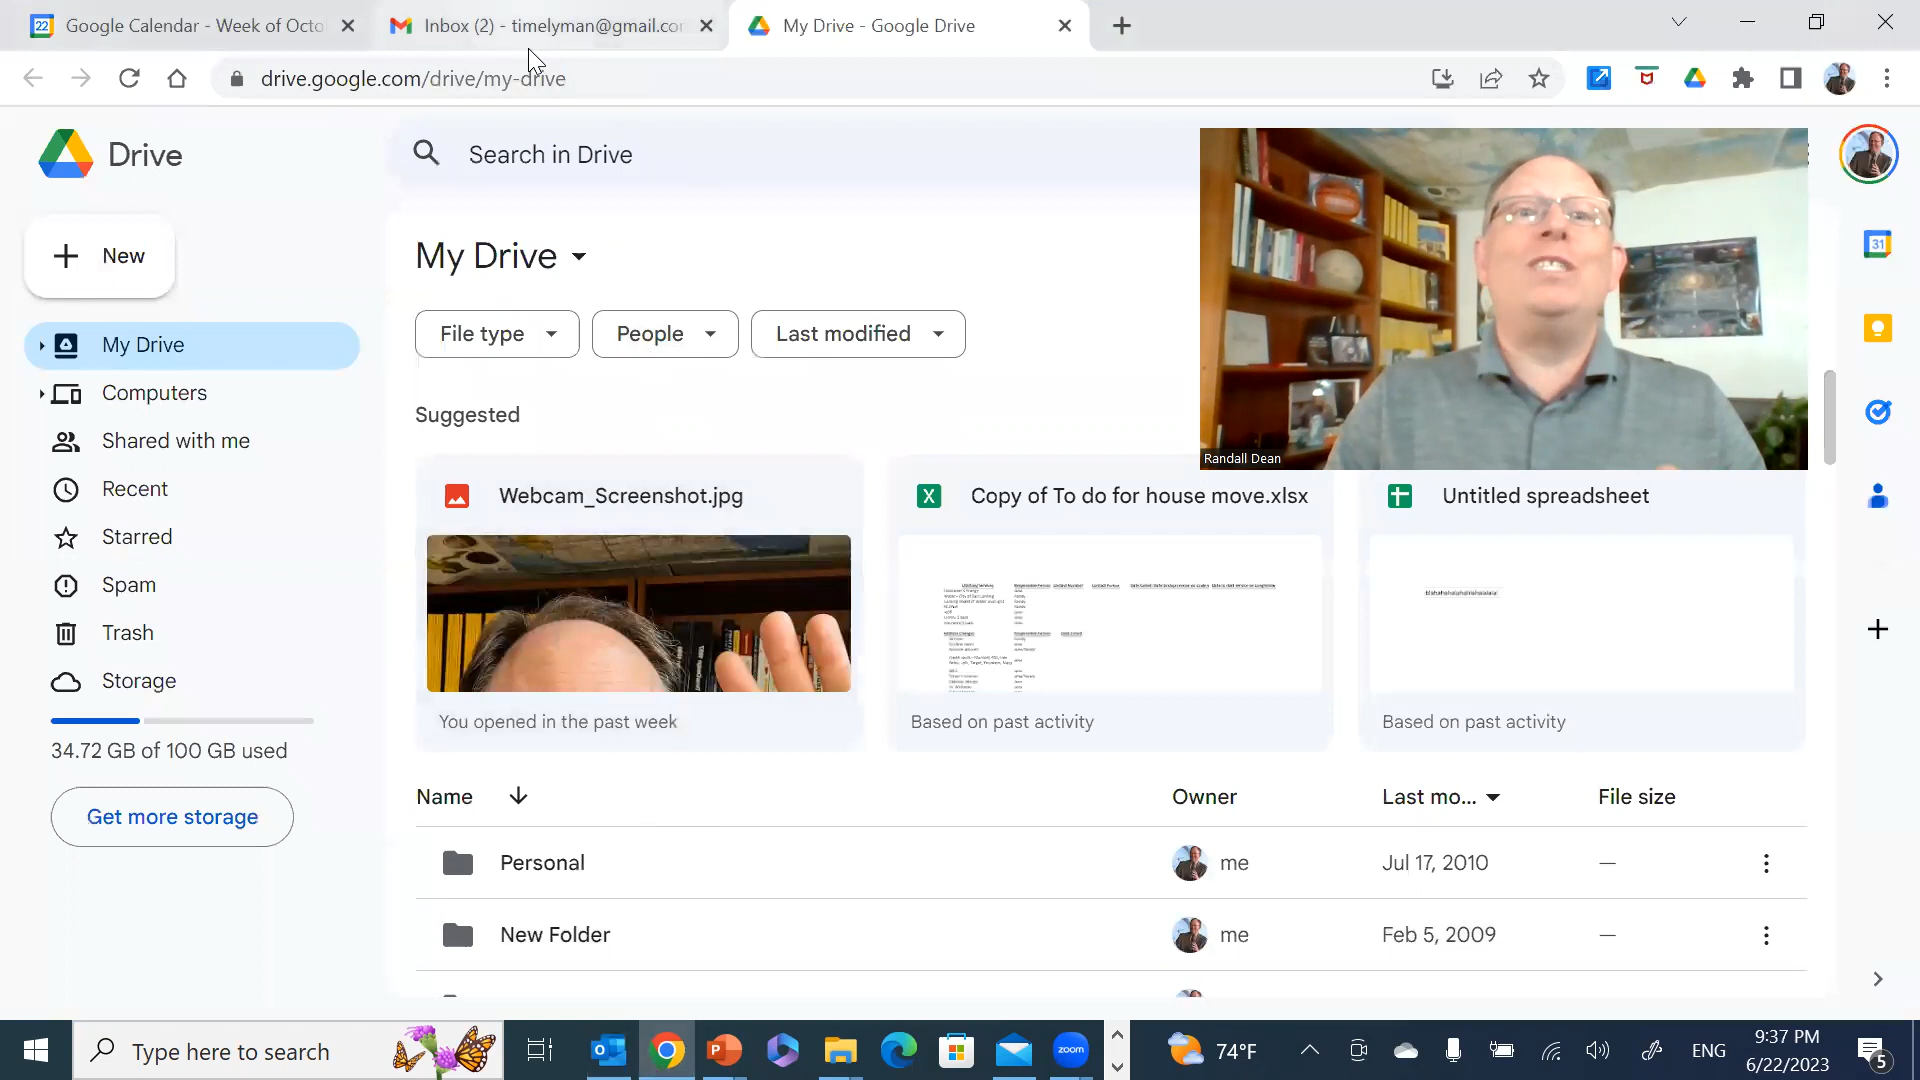 22 Google Calendar - Week of Octo
Inbox (2) - timelyman@gmail.co
My Drive - Google Drive
drive.google.com/drive/my-drive
Drive
Search in Drive
New
My Drive
File type
People
Last modified
Suggested
My Drive
Computers
Shared with me
Recent
Starred
Spam
Trash
Storage
34.72 GB of 100 GB used
Get more storage
Randall Dean
31
Webcam_Screenshot.jpg
Copy of To do for house move.xlsx
Untitled spreadsheet
You opened in the past week
Based on past activity
Based on past activity
Name
Owner
Last mo...
File size
Personal
me
Jul 17, 2010
—
New Folder
me
Feb 5, 2009
—
Type here to search
zoom
74°F
ENG
9:37 PM
6/22/2023
5